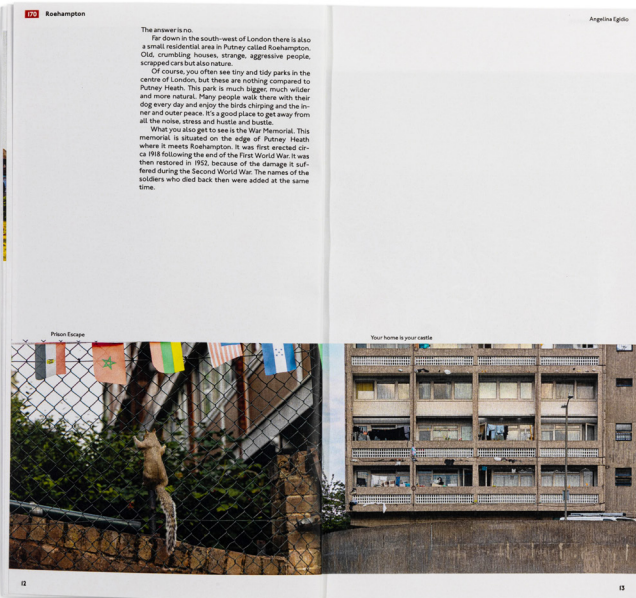 170 Roehampton
Angelina Egidio
The answer is no.
Far down in the south-west of London there is also
a small residential area in Putney called Roehampton.
Old, crumbling houses, strange, aggressive people,
scrapped cars but also nature.
Of course, you often see tiny and tidy parks in the
centre of London, but these are nothing compared to
Putney Heath. This park is much bigger, much wilder
and more natural. Many people walk there with their
dog every day and enjoy the birds chirping and the in-
ner and outer peace. It's a good place to get away from
all the noise, stress and hustle and bustle.
What you also get to see is the War Memorial. This
memorial is situated on the edge of Putney Heath
where it meets Roehampton. It was first erected cir-
ca 1918 following the end of the First World War. It was
then restored in 1952, because of the damage it suf-
fered during the Second World War. The names of the
soldiers who died back then were added at the same
time.
Prison Escape
Your home is your castle
12
13